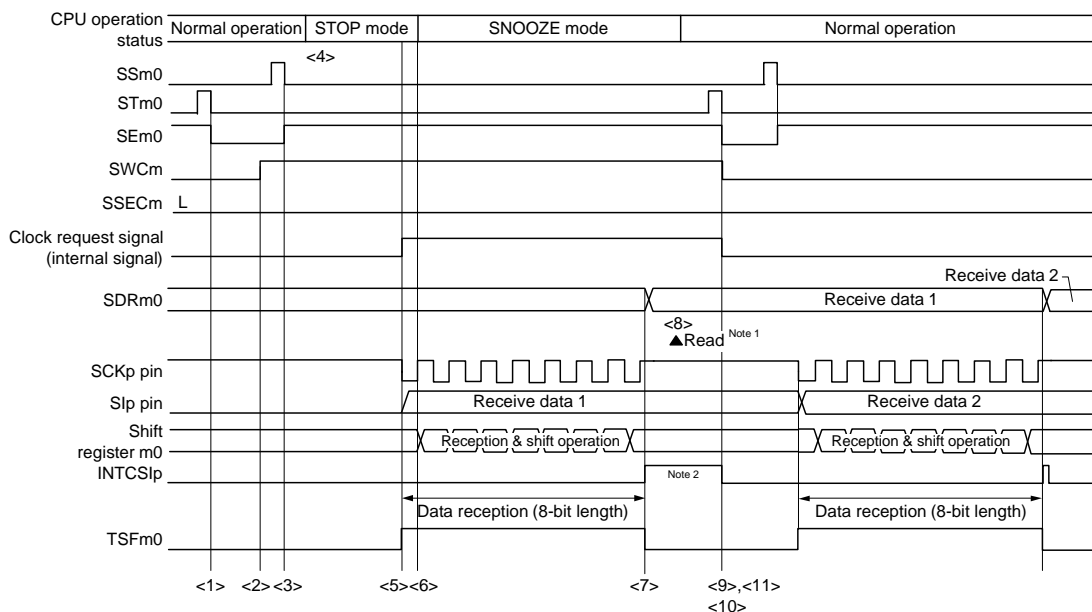 CPU operation
status
Normal operation
STOP mode
SNOOZE mode
Normal operation
<4>
SSm0
STm0
SEm0
SWCm
SSECm
L
Clock request signal
(internal signal)
Receive data 2
SDRm0
Receive data 1
<8>
▲Read Note 1
SCKp pin
SIp pin
Receive data 1
Receive data 2
Shift
register m0
Reception & shift operation
Reception & shift operation
INTCSIp
Note 2
Data reception (8-bit length)
Data reception (8-bit length)
TSFm0
<1>
<2>
<3>
<5>
<6>
<7>
<9>,<11>
<10>